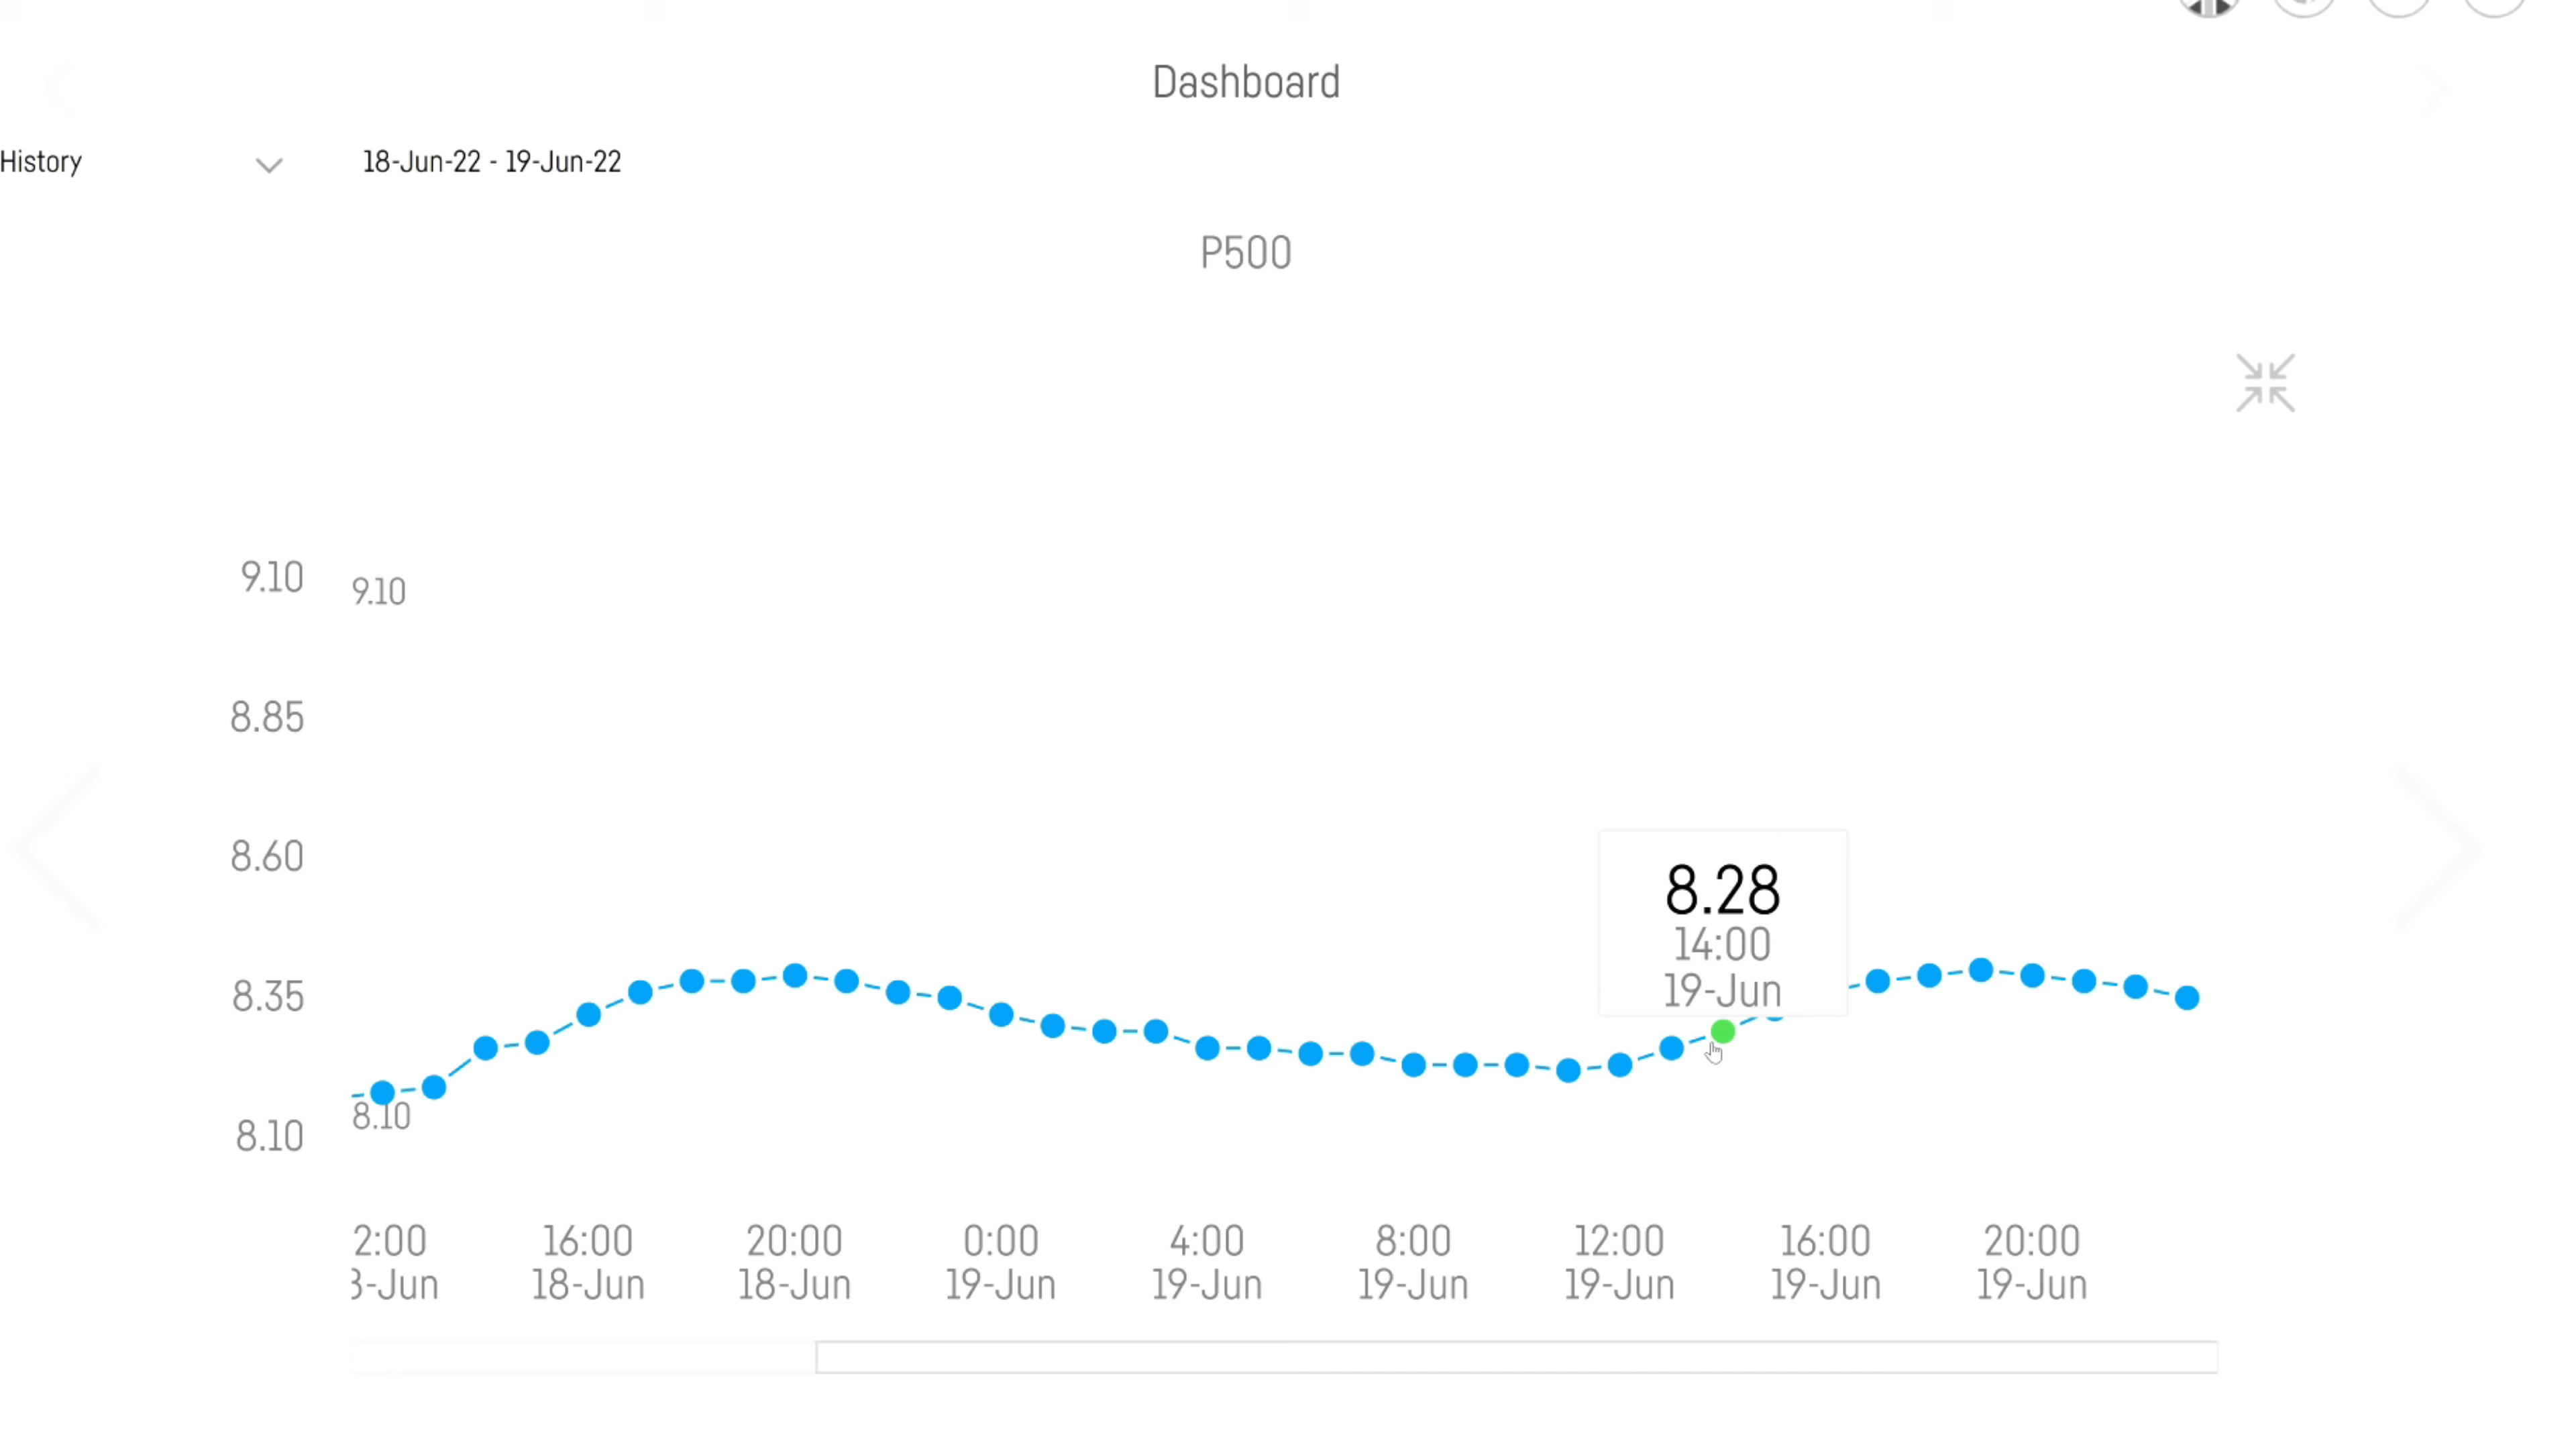 Dashboard
History
18-Jun-22 - 19-Jun-22
P500
9.10
9.10
8.85
8.60
8.28
14:00
19-Jun
8.35
8.10
8.10
2:00 16:00 20:00 0:00 4:00 8:00 12:00 16:00 20:00
-Jun 18-Jun 18-Jun 19-Jun 19-Jun 19-Jun 19-Jun 19-Jun 19-Jun